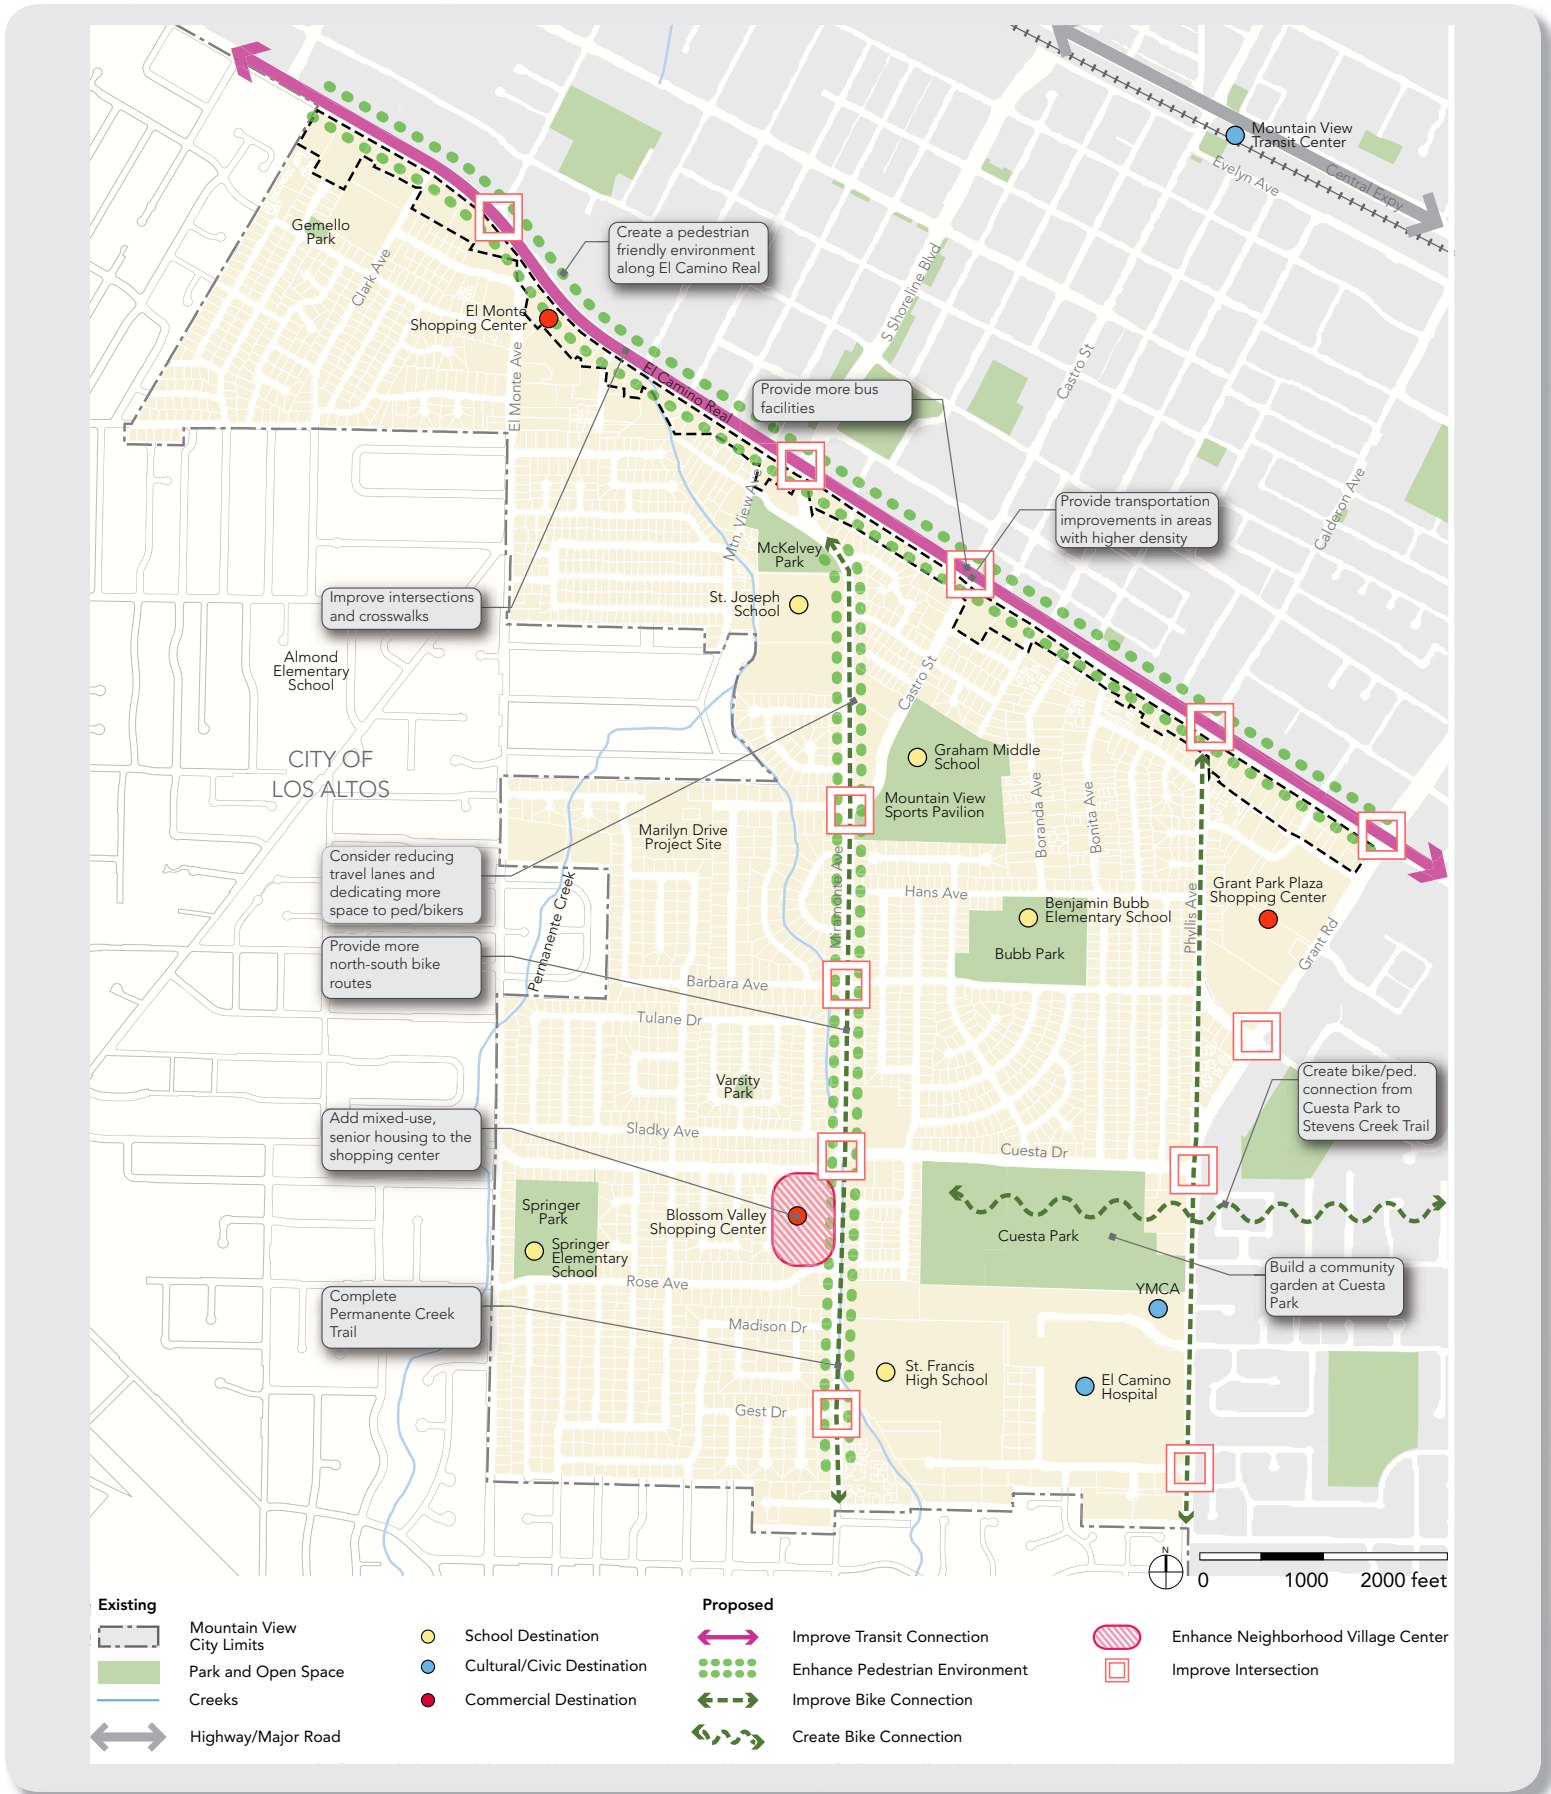 Mountain View
Transit Center
Evelyn Ave
Central Expy
Gemello
Park
Clark Ave
Create a pedestrian
friendly environment
along El Camino Real
S Shoreline Blvd
El Monte
Shopping Center
El Monte Ave
El Camino Real
Castro St
Provide more bus
facilities
Calderon Ave
Provide transportation
improvements in areas
with higher density
Mtn. View Ave
McKelvey
Park
St. Joseph
School
Improve intersections
and crosswalks
Almond
Elementary
School
Castro St
CITY OF
LOS ALTOS
Graham Middle
School
Mountain View
Sports Pavilion
Boranda Ave
Bonita Ave
Marilyn Drive
Project Site
Consider reducing
travel lanes and
dedicating more
space to ped/bikers
Permanente Creek
Miramonte Ave
Hans Ave
Benjamin Bubb
Elementary School
Bubb Park
Phyllis Ave
Grant Park Plaza
Shopping Center
Grant Rd
Provide more
north-south bike
routes
Barbara Ave
Tulane Dr
Varsity
Park
Create bike/ped.
connection from
Cuesta Park to
Stevens Creek Trail
Add mixed-use,
senior housing to the
shopping center
Sladky Ave
Cuesta Dr
Springer
Park
Blossom Valley
Shopping Center
Springer
Elementary
School
Cuesta Park
Rose Ave
Build a community
garden at Cuesta
Park
YMCA
Complete
Permanente Creek
Trail
Madison Dr
St. Francis
High School
El Camino
Hospital
Gest Dr
N
0 1000 2000 feet
Existing
Mountain View
City Limits
Park and Open Space
Creeks
Highway/Major Road
School Destination
Cultural/Civic Destination
Commercial Destination
Proposed
Improve Transit Connection
Enhance Pedestrian Environment
Improve Bike Connection
Create Bike Connection
Enhance Neighborhood Village Center
Improve Intersection